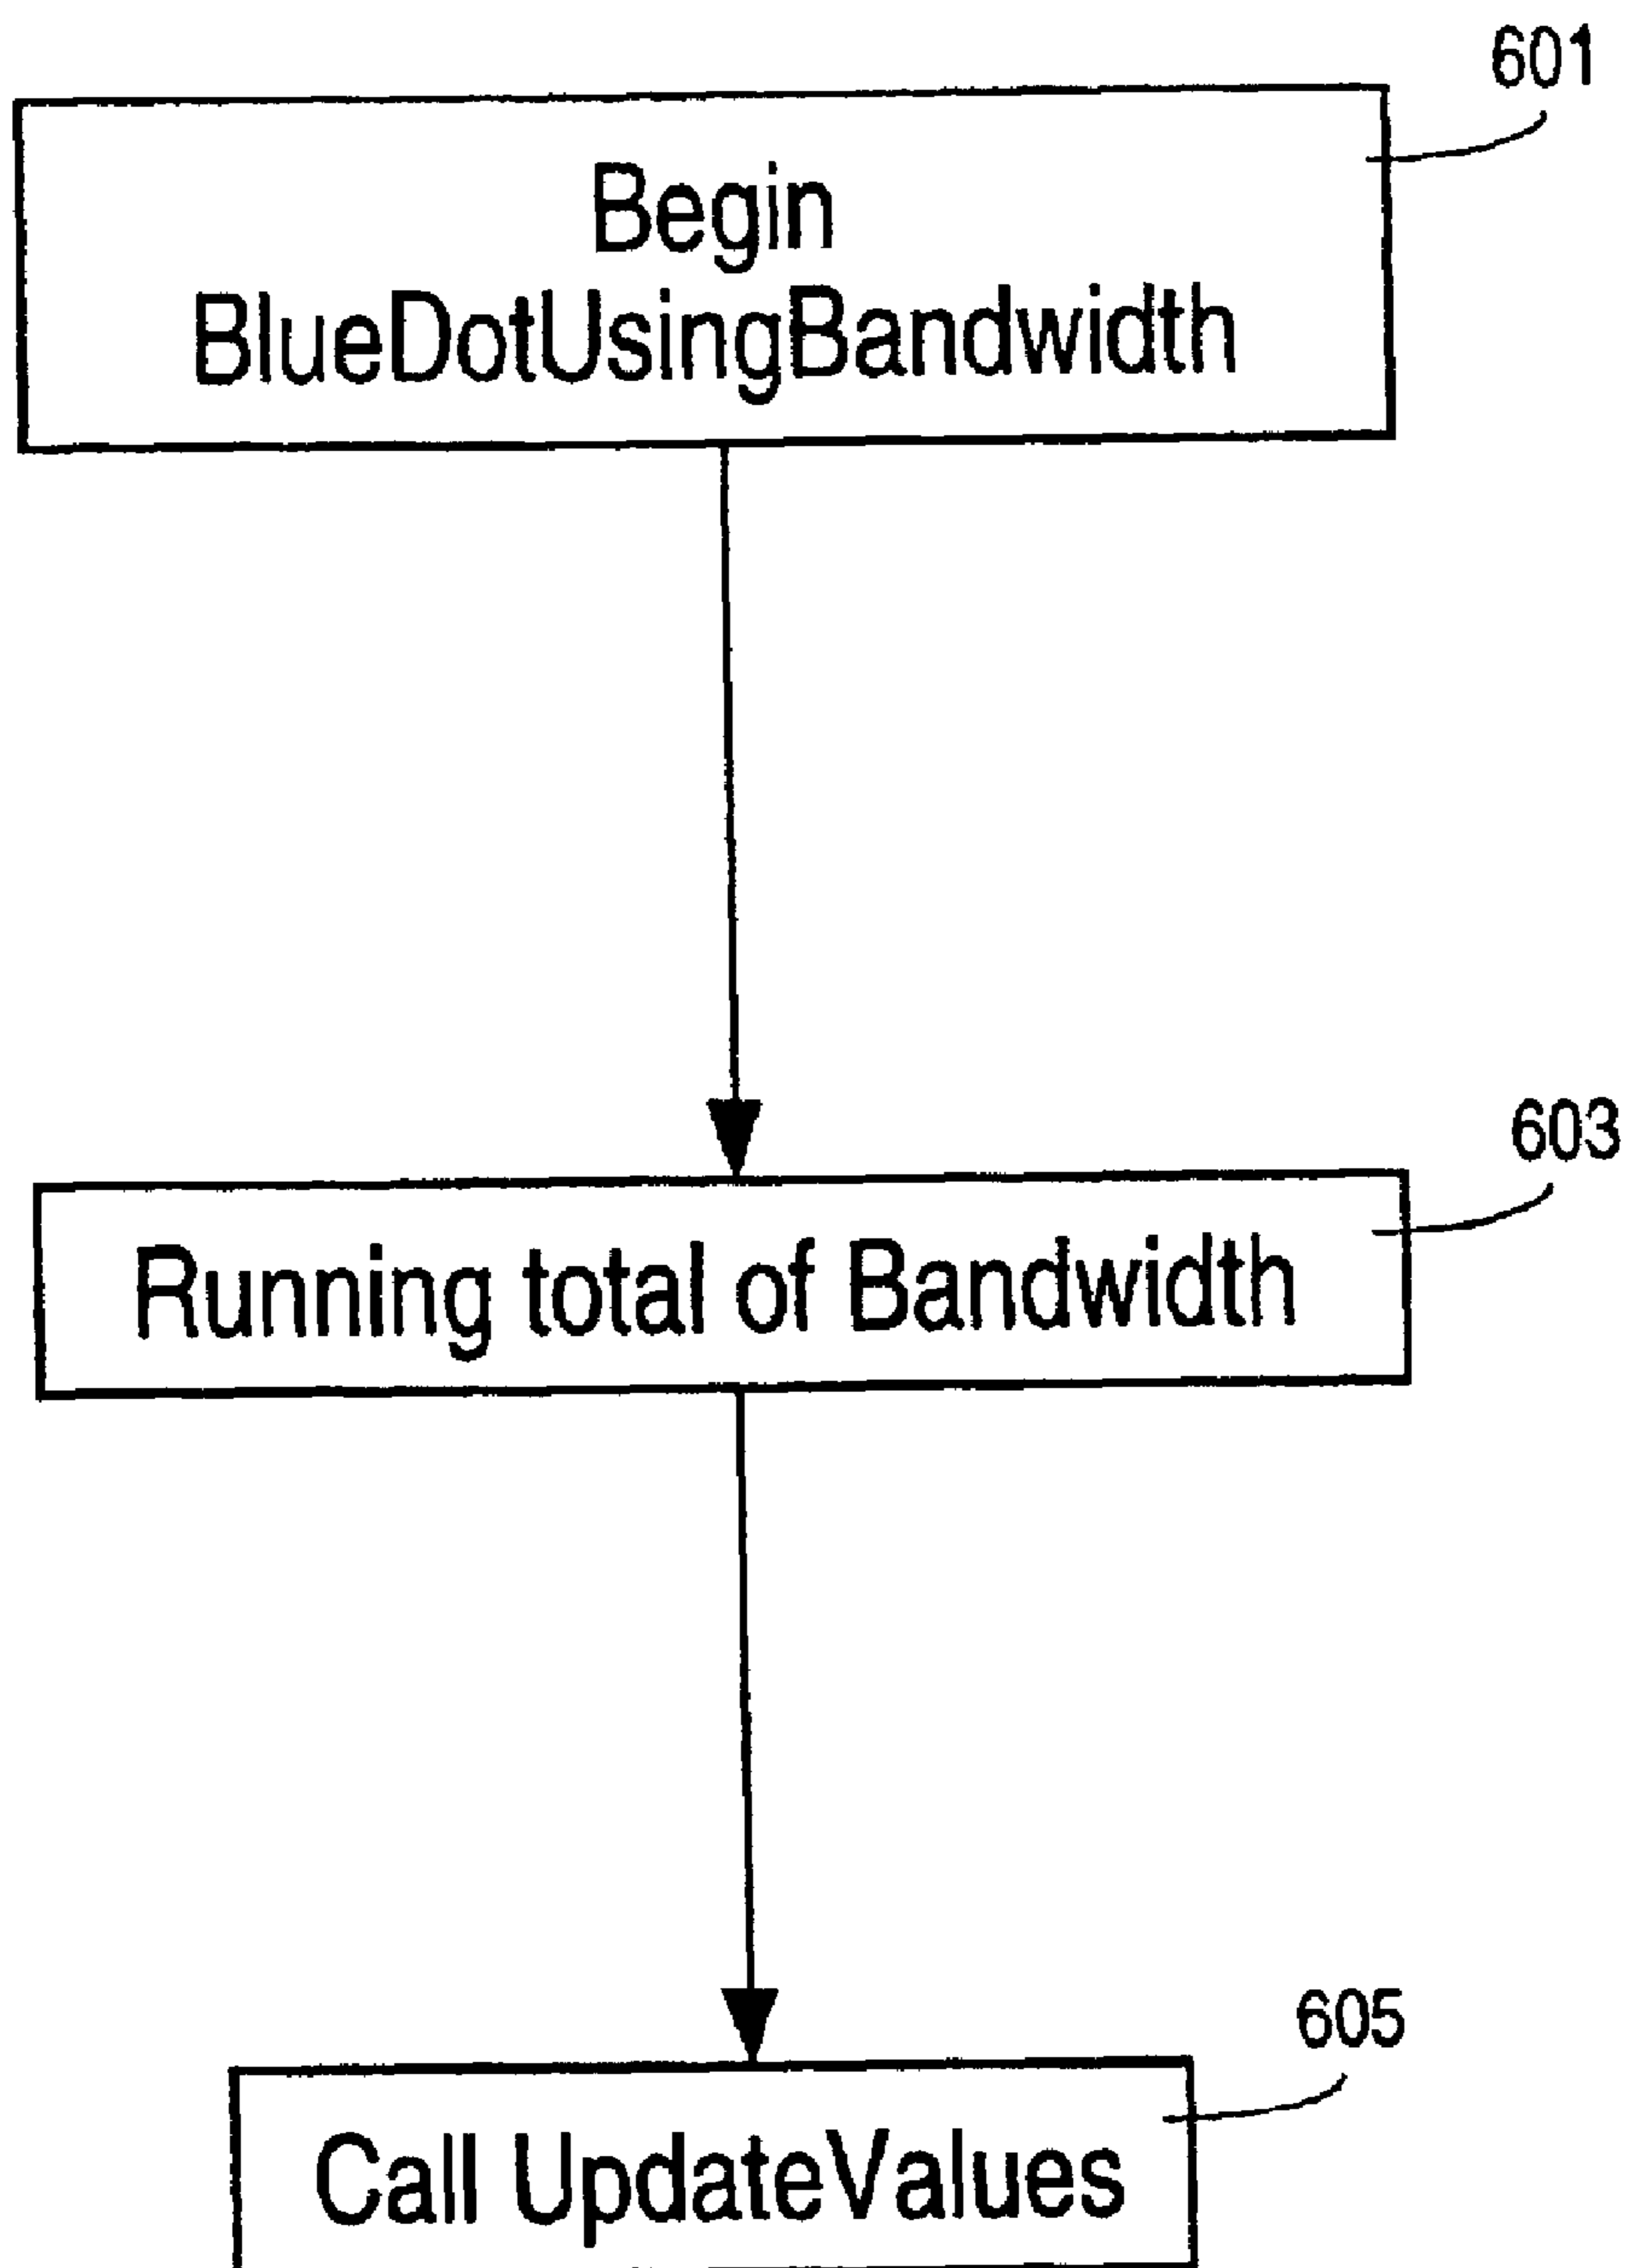 601
Begin
BlueDotUsingBandwidth
603
Running total of Bandwidth
605
Call UpdateValues